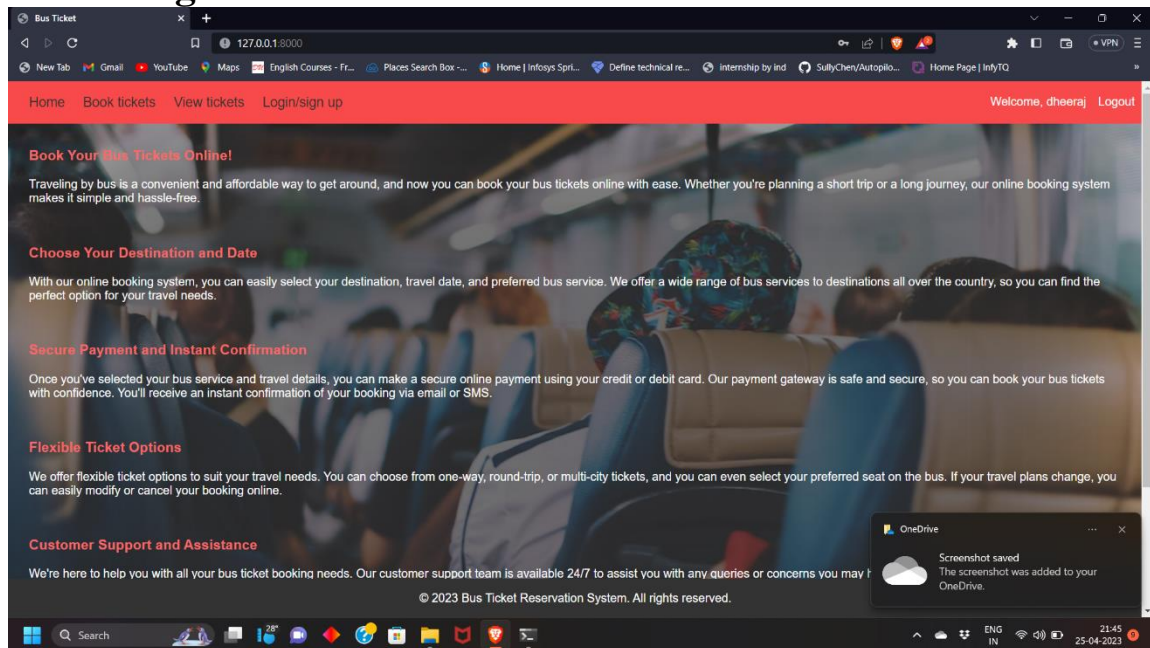 Bus Ticket
127.0.0.1:8000
VPN
New Tab Gmail YouTube Maps English Courses - Fr... Places Search Box -... Home | Infosys Spri... Define technical re... internship by ind SullyChen/Autopilo... Home Page | InfyTQ »
Home Book tickets View tickets Login/sign up Welcome, dheeraj Logout
Book Your Bus Tickets Online!
Traveling by bus is a convenient and affordable way to get around, and now you can book your bus tickets online with ease. Whether you're planning a short trip or a long journey, our online booking system
makes it simple and hassle-free.
Choose Your Destination and Date
With our online booking system, you can easily select your destination, travel date, and preferred bus service. We offer a wide range of bus services to destinations all over the country, so you can find the
perfect option for your travel needs.
Secure Payment and Instant Confirmation
Once you've selected your bus service and travel details, you can make a secure online payment using your credit or debit card. Our payment gateway is safe and secure, so you can book your bus tickets
with confidence. You'll receive an instant confirmation of your booking via email or SMS.
Flexible Ticket Options
We offer flexible ticket options to suit your travel needs. You can choose from one-way, round-trip, or multi-city tickets, and you can even select your preferred seat on the bus. If your travel plans change, you
can easily modify or cancel your booking online.
Customer Support and Assistance
We're here to help you with all your bus ticket booking needs. Our customer support team is available 24/7 to assist you with any queries or concerns you may
OneDrive
Screenshot saved
The screenshot was added to your
OneDrive.
© 2023 Bus Ticket Reservation System. All rights reserved.
Search 28° ENG 21:45
IN 25-04-2023